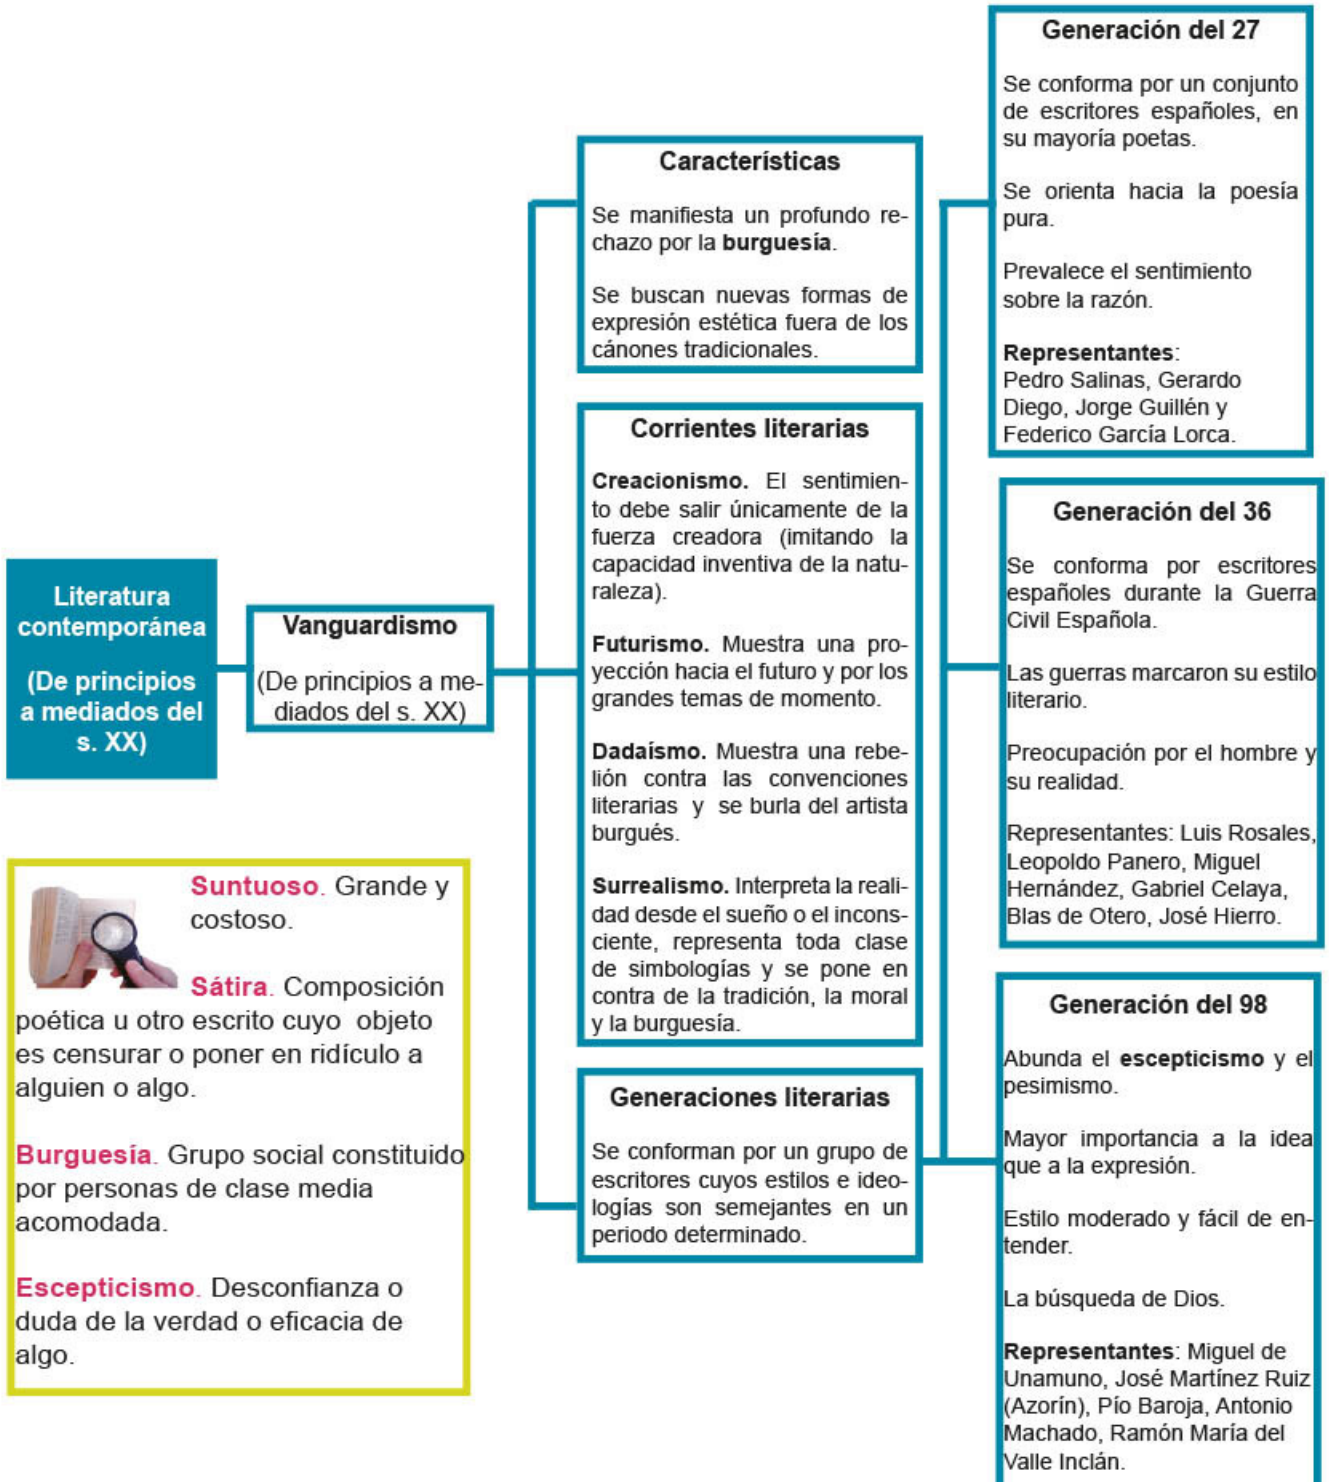 Literatura
contemporánea
(De principios
a mediados del
s. XX)
Vanguardismo
(De principios a me-
diados del s. XX)
Características
Se manifiesta un profundo re-
chazo por la burguesía.
Se buscan nuevas formas de
expresión estética fuera de los
cánones tradicionales.
Corrientes literarias
Creacionismo. El sentimien-
to debe salir únicamente de la
fuerza creadora (imitando la
capacidad inventiva de la natu-
raleza).
Futurismo. Muestra una pro-
yección hacia el futuro y por los
grandes temas de momento.
Dadaísmo. Muestra una rebe-
lión contra las convenciones
literarias y se burla del artista
burgués.
Surrealismo. Interpreta la reali-
dad desde el sueño o el incons-
ciente, representa toda clase
de simbologías y se pone en
contra de la tradición, la moral
y la burguesía.
Generaciones literarias
Se conforman por un grupo de
escritores cuyos estilos e ideo-
logías son semejantes en un
periodo determinado.
Generación del 27
Se conforma por un conjunto
de escritores españoles, en
su mayoría poetas.
Se orienta hacia la poesía
pura.
Prevalece el sentimiento
sobre la razón.
Representantes:
Pedro Salinas, Gerardo
Diego, Jorge Guillén y
Federico García Lorca.
Generación del 36
Se conforma por escritores
españoles durante la Guerra
Civil Española.
Las guerras marcaron su estilo
literario.
Preocupación por el hombre y
su realidad.
Representantes: Luis Rosales,
Leopoldo Panero, Miguel
Hernández, Gabriel Celaya,
Blas de Otero, José Hierro.
Generación del 98
Abunda el escepticismo y el
pesimismo.
Mayor importancia a la idea
que a la expresión.
Estilo moderado y fácil de en-
tender.
La búsqueda de Dios.
Representantes: Miguel de
Unamuno, José Martínez Ruiz
(Azorín), Pío Baroja, Antonio
Machado, Ramón María del
Valle Inclán.
Suntuoso. Grande y
costoso.
Sátira. Composición
poética u otro escrito cuyo objeto
es censurar o poner en ridículo a
alguien o algo.
Burguesía. Grupo social constituido
por personas de clase media
acomodada.
Escepticismo. Desconfianza o
duda de la verdad o eficacia de
algo.